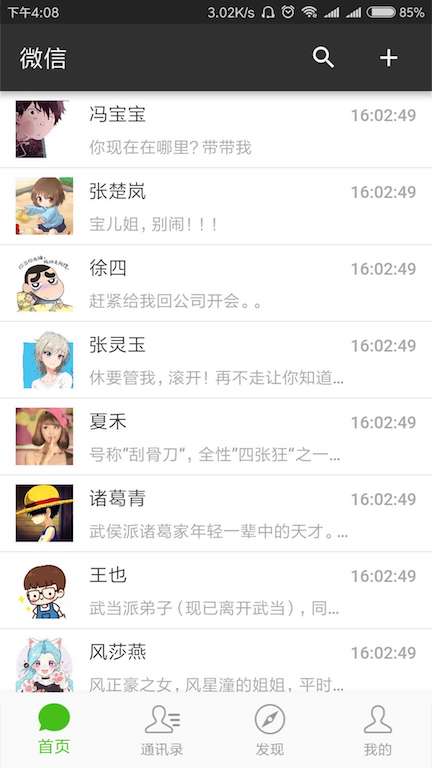 下午4:08 3.02K/s 85%
微信
冯宝宝 16:02:49
你现在在哪里？带带我
张楚岚 16:02:49
宝儿姐，别闹！！！
徐四 16:02:49
赶紧给我回公司开会。。
张灵玉 16:02:49
休要管我，滚开！再不走让你知道...
夏禾 16:02:49
号称“刮骨刀“，全性”四张狂“之一...
诸葛青 16:02:49
武侯派诸葛家年轻一辈中的天才。...
王也 16:02:49
武当派弟子（现已离开武当），同...
风莎燕 16:02:49
风正豪之女，风星潼的姐姐，平时...
首页 通讯录 发现 我的